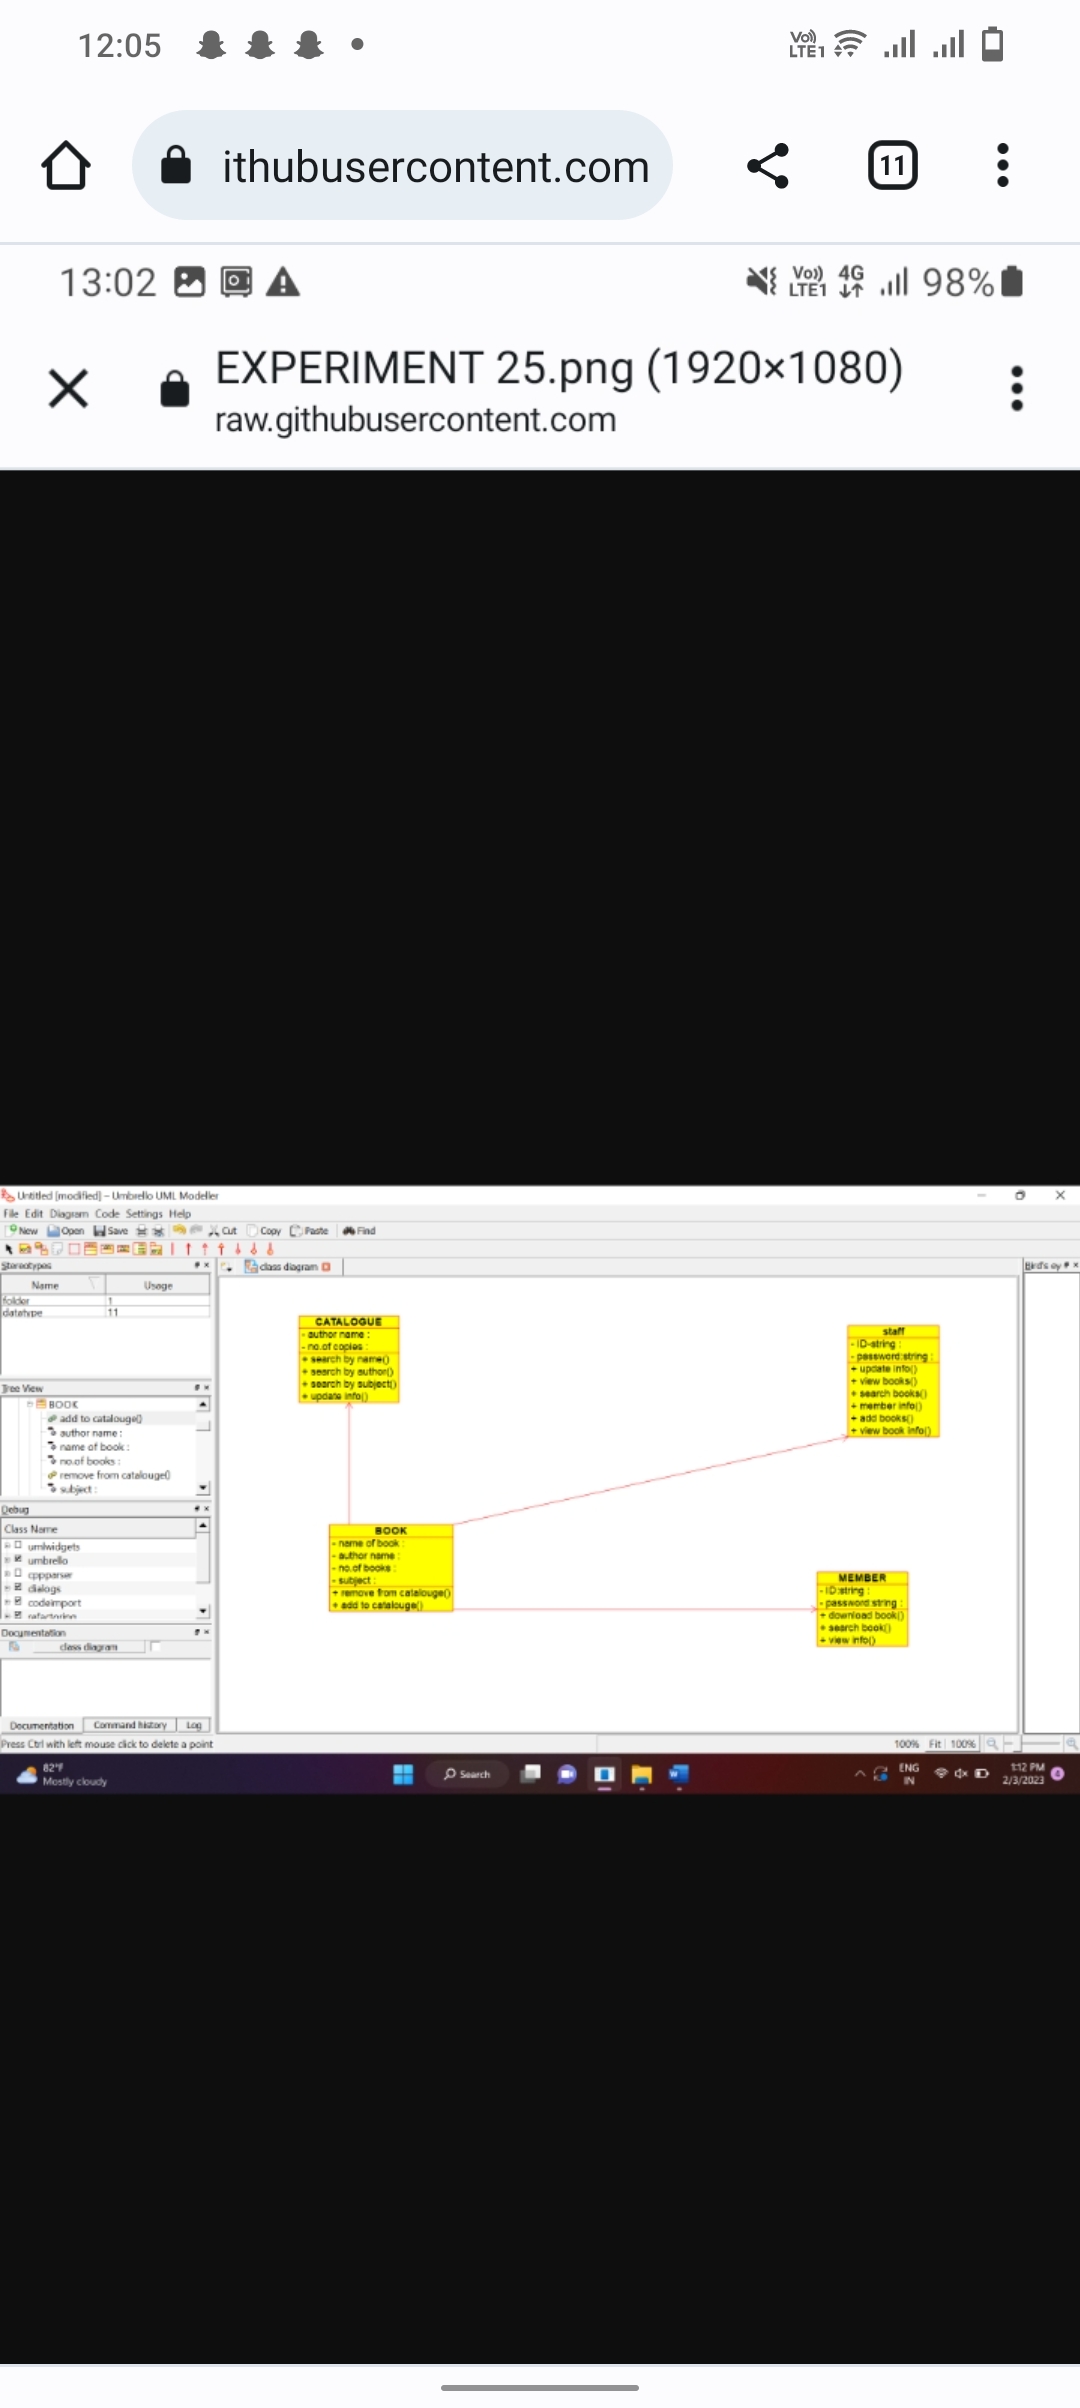 12:05
Vo))
LTE1
ithubusercontent.com
11
13:02
Vo))
LTE1
4G
98%
EXPERIMENT 25.png (1920×1080)
raw.githubusercontent.com
Untitled [modified] - Umbrello UML Modeller
File Edit Diagram Code Settings Help
New Open Save Cut Copy Paste Find
Stereotypes
class diagram
Bird's ey
Name Usage
folder 1
datatype 11
Tree View
BOOK
add to catalouge()
author name :
name of book :
no.of books :
remove from catalouge()
subject :
Debug
Class Name
umlwidgets
umbrello
cppparser
dialogs
codeimport
refactoring
Documentation
class diagram
Documentation Command history Log
CATALOGUE
- author name :
- no.of copies :
+ search by name()
+ search by author()
+ search by subject()
+ update info()
staff
- ID-string :
- password:string :
+ update info()
+ view books()
+ search books()
+ member info()
+ add books()
+ view book info()
BOOK
- name of book :
- author name :
- no.of books :
- subject :
+ remove from catalouge()
+ add to catalouge()
MEMBER
- ID:string :
- password:string :
+ download book()
+ search book()
+ view info()
Press Ctrl with left mouse click to delete a point
100% Fit 100%
82°F
Mostly cloudy
Search
ENG
IN
1:12 PM
2/3/2023
4